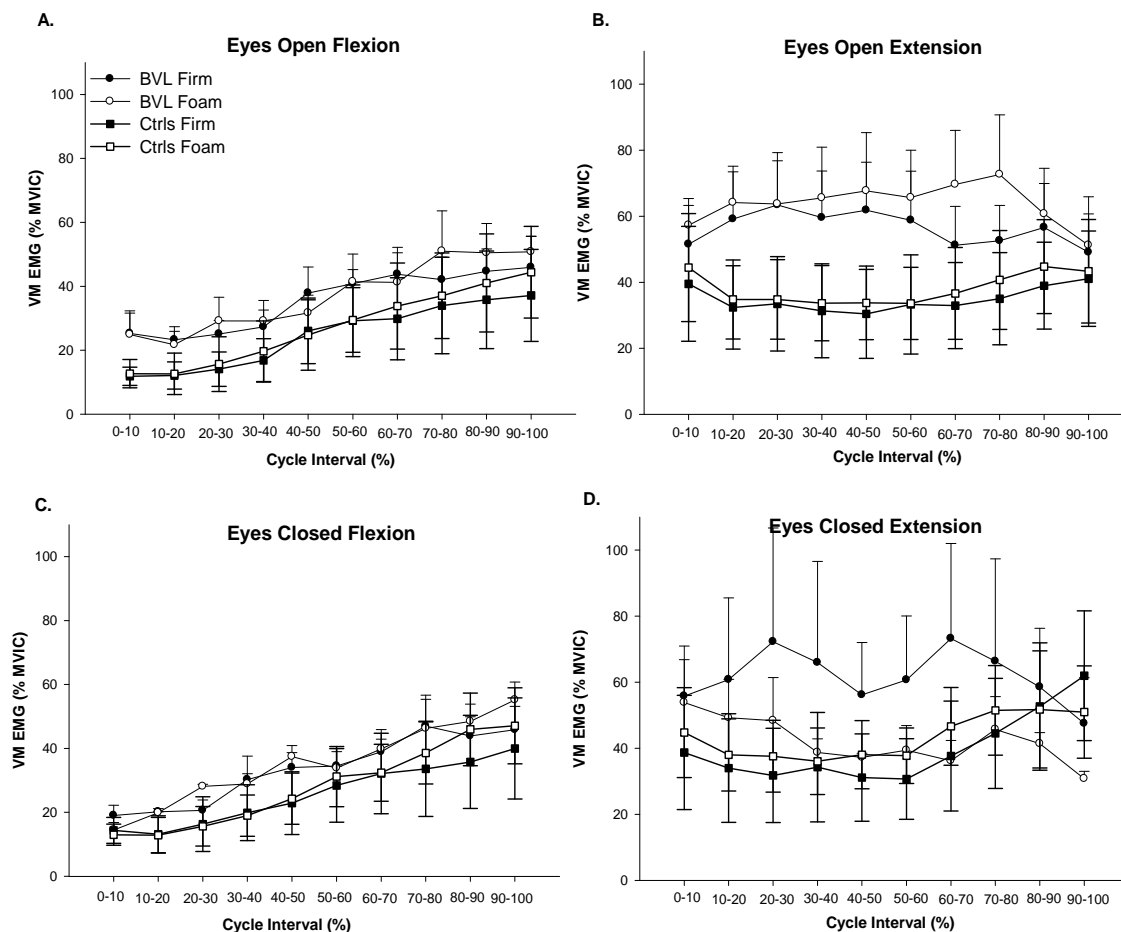 A.
Eyes Open Flexion
BVL Firm
BVL Foam
Ctrls Firm
Ctrls Foam
VM EMG (% MVIC)
100
80
60
40
20
0
0-10 10-20 20-30 30-40 40-50 50-60 60-70 70-80 80-90 90-100
Cycle Interval (%)
B.
Eyes Open Extension
VM EMG (% MVIC)
100
80
60
40
20
0
0-10 10-20 20-30 30-40 40-50 50-60 60-70 70-80 80-90 90-100
Cycle Interval (%)
C.
Eyes Closed Flexion
VM EMG (% MVIC)
100
80
60
40
20
0
0-10 10-20 20-30 30-40 40-50 50-60 60-70 70-80 80-90 90-100
Cycle Interval (%)
D.
Eyes Closed Extension
VM EMG (% MVIC)
100
80
60
40
20
0
0-10 10-20 20-30 30-40 40-50 50-60 60-70 70-80 80-90 90-100
Cycle Interval (%)